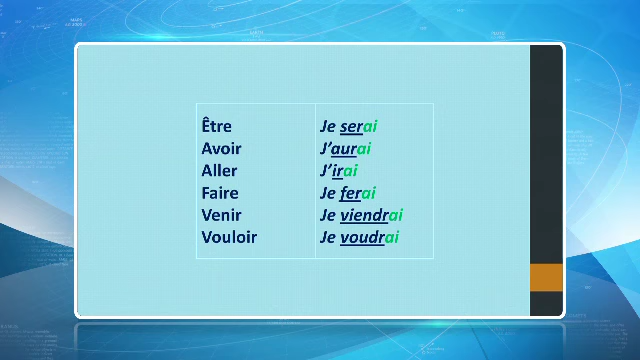 Être Je serai
Avoir J'aurai
Aller J'irai
Faire Je ferai
Venir Je viendrai
Vouloir Je voudrai